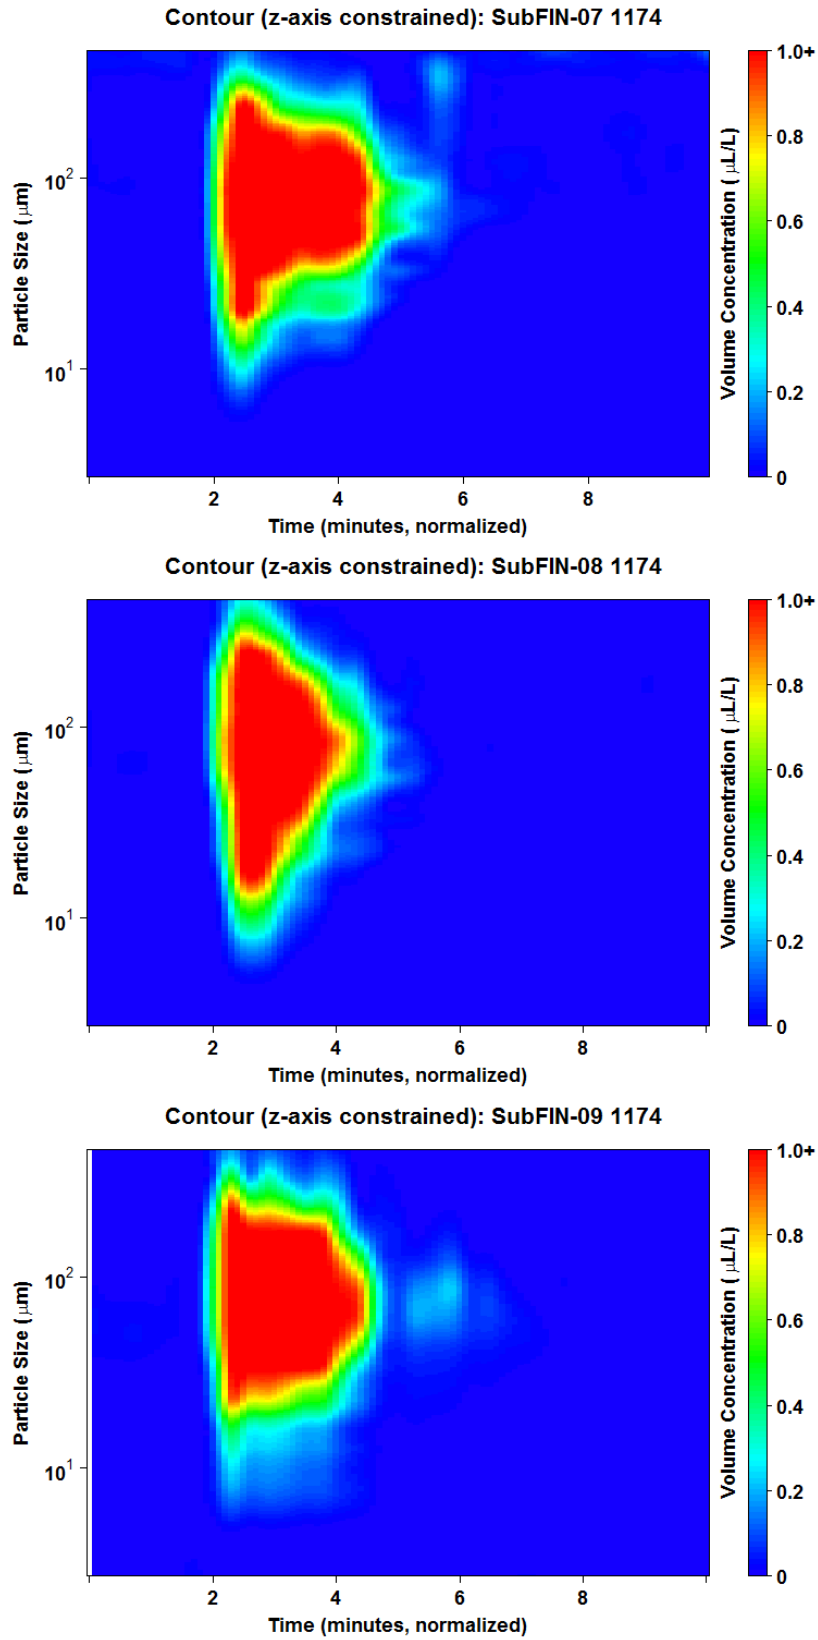 Contour (z-axis constrained): SubFIN-07 1174
Particle Size (μm)
10²
10¹
2 4 6 8
Time (minutes, normalized)
Volume Concentration ( μL/L)
1.0+
0.8
0.6
0.4
0.2
0
Contour (z-axis constrained): SubFIN-08 1174
Particle Size (μm)
10²
10¹
2 4 6 8
Time (minutes, normalized)
Volume Concentration ( μL/L)
1.0+
0.8
0.6
0.4
0.2
0
Contour (z-axis constrained): SubFIN-09 1174
Particle Size (μm)
10²
10¹
2 4 6 8
Time (minutes, normalized)
Volume Concentration ( μL/L)
1.0+
0.8
0.6
0.4
0.2
0